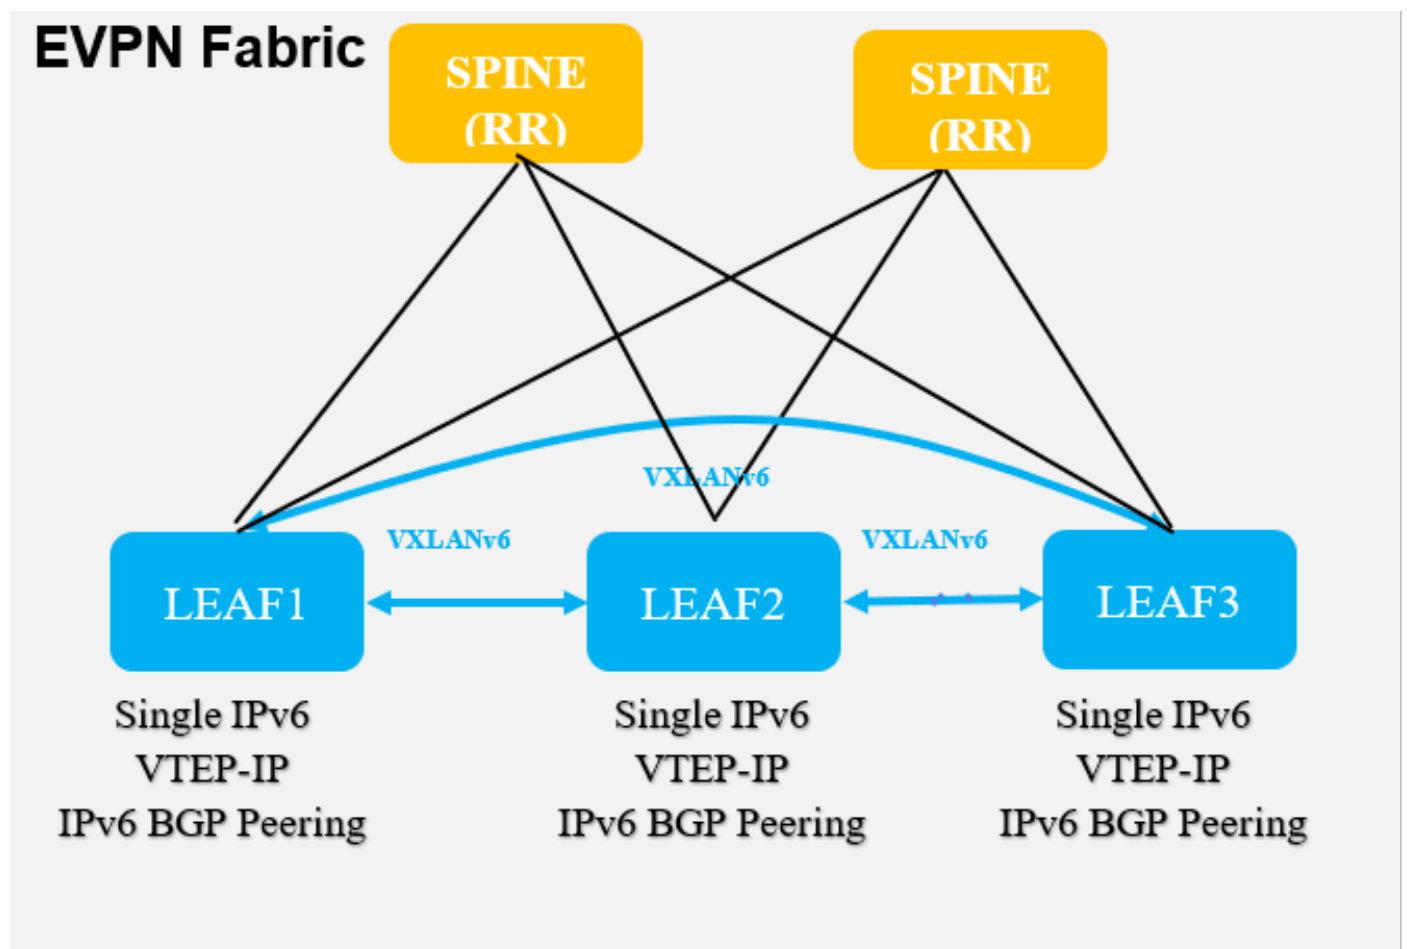 EVPN Fabric
SPINE
(RR)
SPINE
(RR)
VXLANv6
VXLANv6
VXLANv6
LEAF1
LEAF2
LEAF3
Single IPv6
VTEP-IP
IPv6 BGP Peering
Single IPv6
VTEP-IP
IPv6 BGP Peering
Single IPv6
VTEP-IP
IPv6 BGP Peering